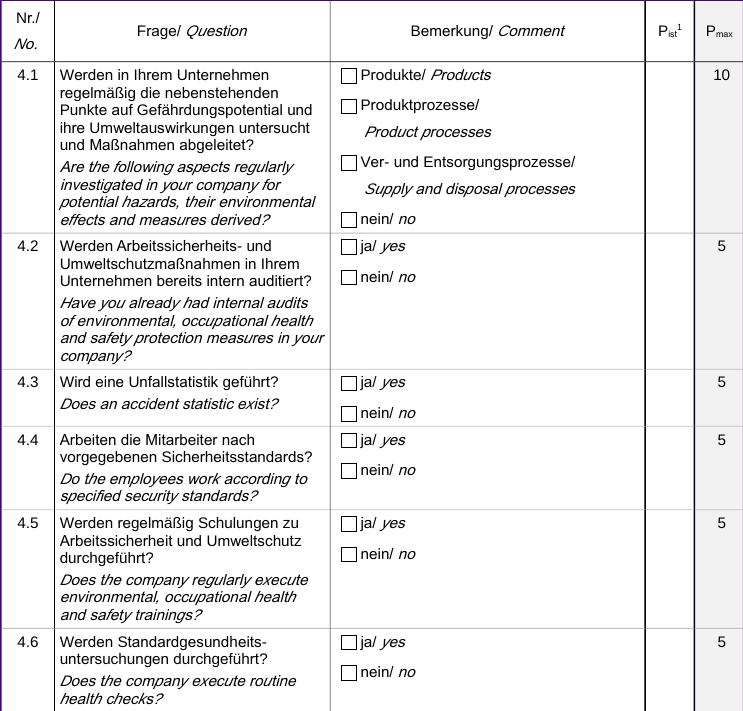 Nr./
No.
Frage/ Question
Bemerkung/ Comment
Pist1
Pmax
4.1
Werden in Ihrem Unternehmen
regelmäßig die nebenstehenden
Punkte auf Gefährdungspotential und
ihre Umweltauswirkungen untersucht
und Maßnahmen abgeleitet?
Are the following aspects regularly
investigated in your company for
potential hazards, their environmental
effects and measures derived?
Produkte/ Products
Produktprozesse/
Product processes
Ver- und Entsorgungsprozesse/
Supply and disposal processes
nein/ no
10
4.2
Werden Arbeitssicherheits- und
Umweltschutzmaßnahmen in Ihrem
Unternehmen bereits intern auditiert?
Have you already had internal audits
of environmental, occupational health
and safety protection measures in your
company?
ja/ yes
nein/ no
5
4.3
Wird eine Unfallstatistik geführt?
Does an accident statistic exist?
ja/ yes
nein/ no
5
4.4
Arbeiten die Mitarbeiter nach
vorgegebenen Sicherheitsstandards?
Do the employees work according to
specified security standards?
ja/ yes
nein/ no
5
4.5
Werden regelmäßig Schulungen zu
Arbeitssicherheit und Umweltschutz
durchgeführt?
Does the company regularly execute
environmental, occupational health
and safety trainings?
ja/ yes
nein/ no
5
4.6
Werden Standardgesundheits-
untersuchungen durchgeführt?
Does the company execute routine
health checks?
ja/ yes
nein/ no
5